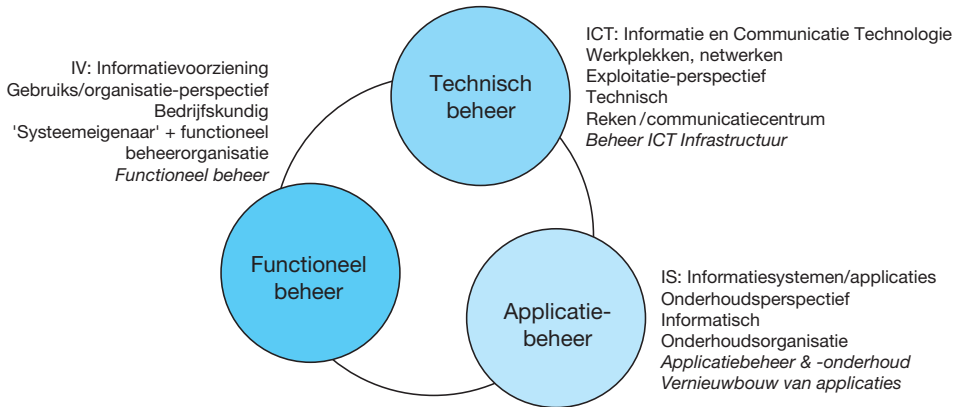 IV: Informatievoorziening
Gebruiks/organisatie-perspectief
Bedrijfskundig
'Systeemeigenaar' + functioneel
beheerorganisatie
Functioneel beheer
Technisch
beheer
ICT: Informatie en Communicatie Technologie
Werkplekken, netwerken
Exploitatie-perspectief
Technisch
Reken/communicatiecentrum
Beheer ICT Infrastructuur
Functioneel
beheer
Applicatie-
beheer
IS: Informatiesystemen/applicaties
Onderhoudsperspectief
Informatisch
Onderhoudsorganisatie
Applicatiebeheer & -onderhoud
Vernieuwbouw van applicaties